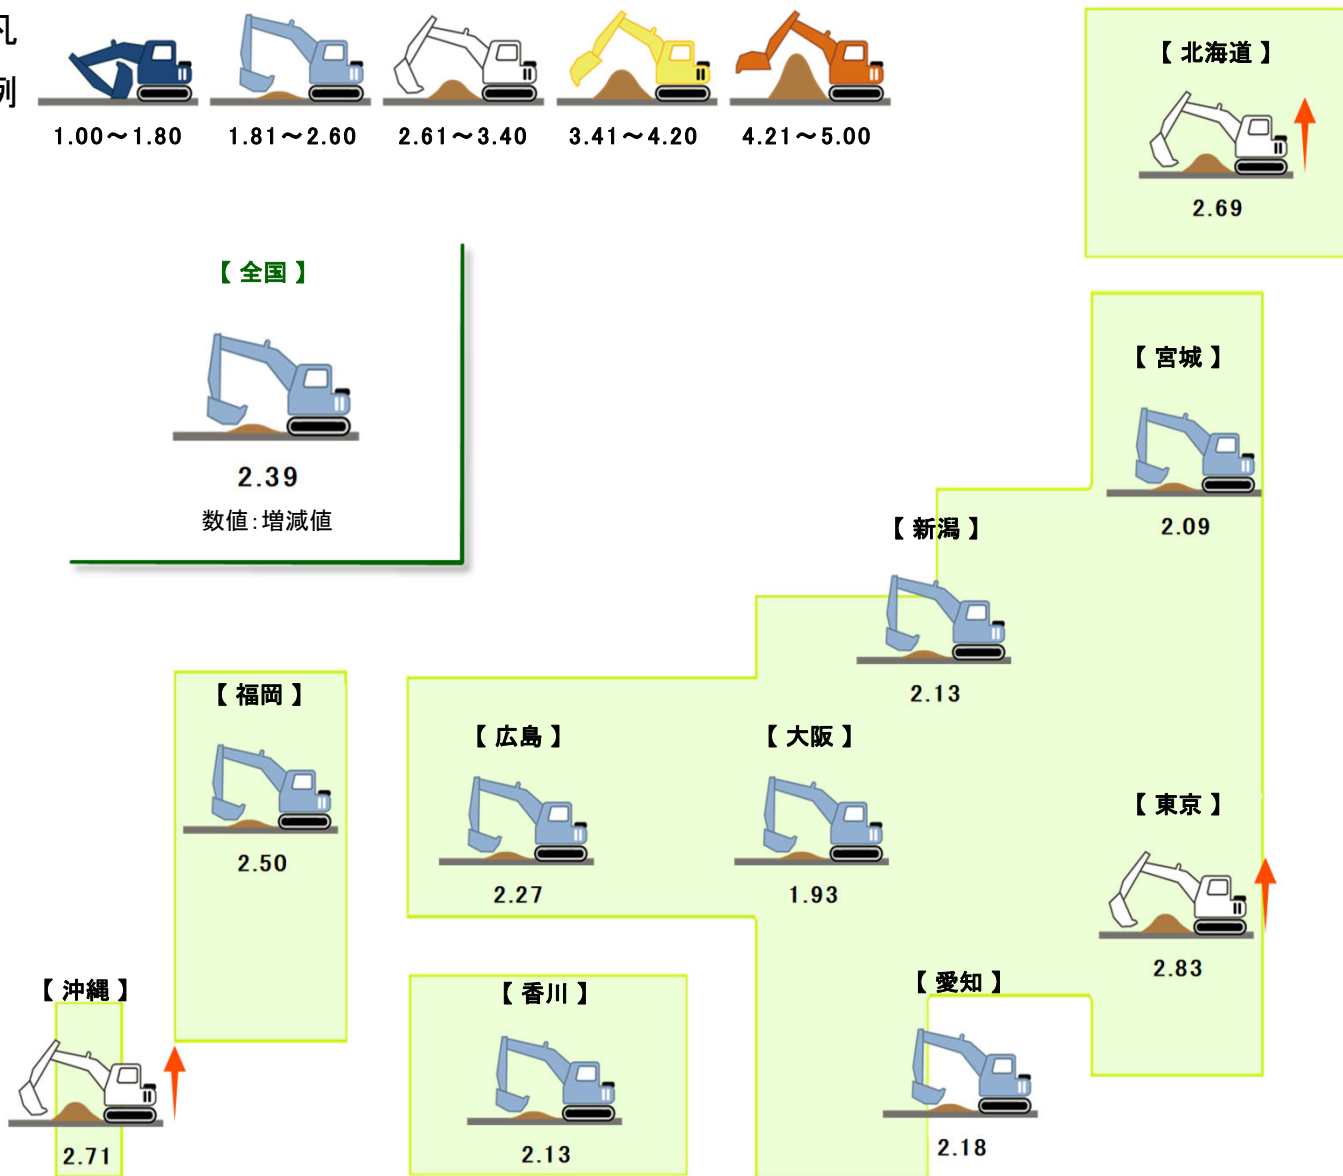 凡
例
1.00～1.80
1.81～2.60
2.61～3.40
3.41～4.20
4.21～5.00
【 北海道 】
2.69
【 全国 】
2.39
数値：増減値
【 宮城 】
2.09
【 新潟 】
2.13
【 福岡 】
2.50
【 広島 】
2.27
【 大阪 】
1.93
【 東京 】
2.83
【 沖縄 】
2.71
【 香川 】
2.13
【 愛知 】
2.18